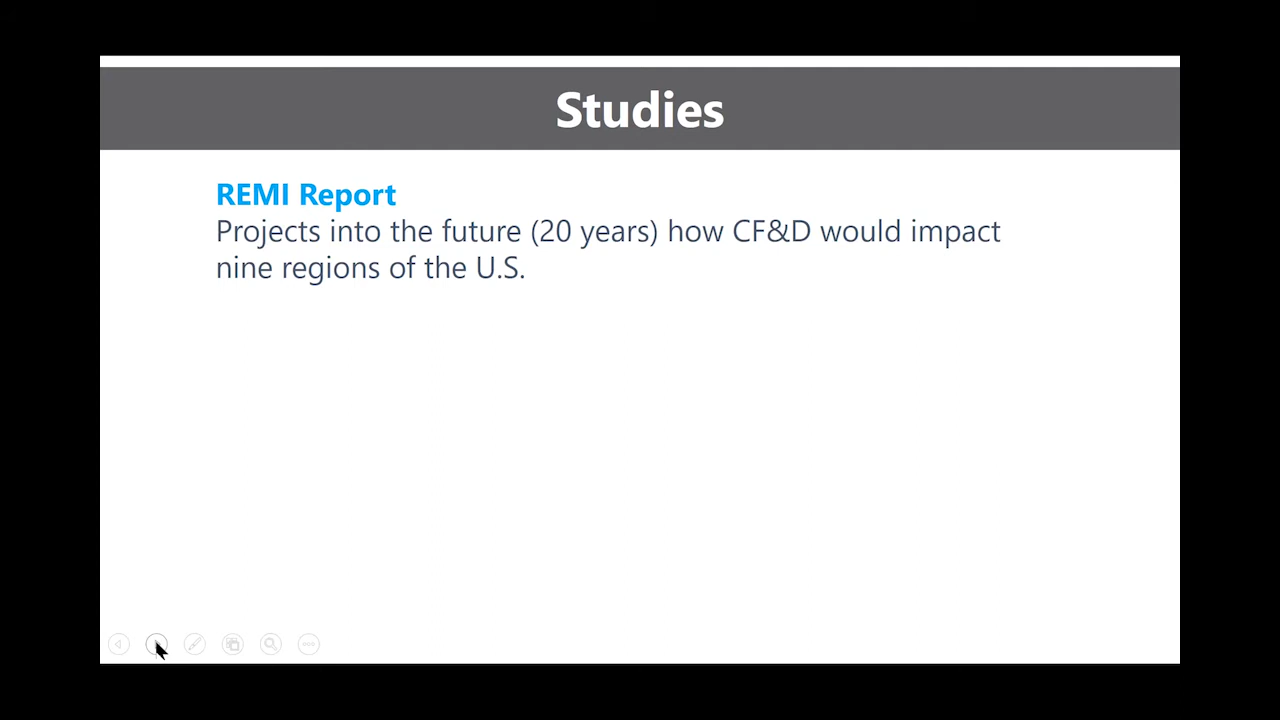 Studies
REMI Report
Projects into the future (20 years) how CF&D would impact
nine regions of the U.S.